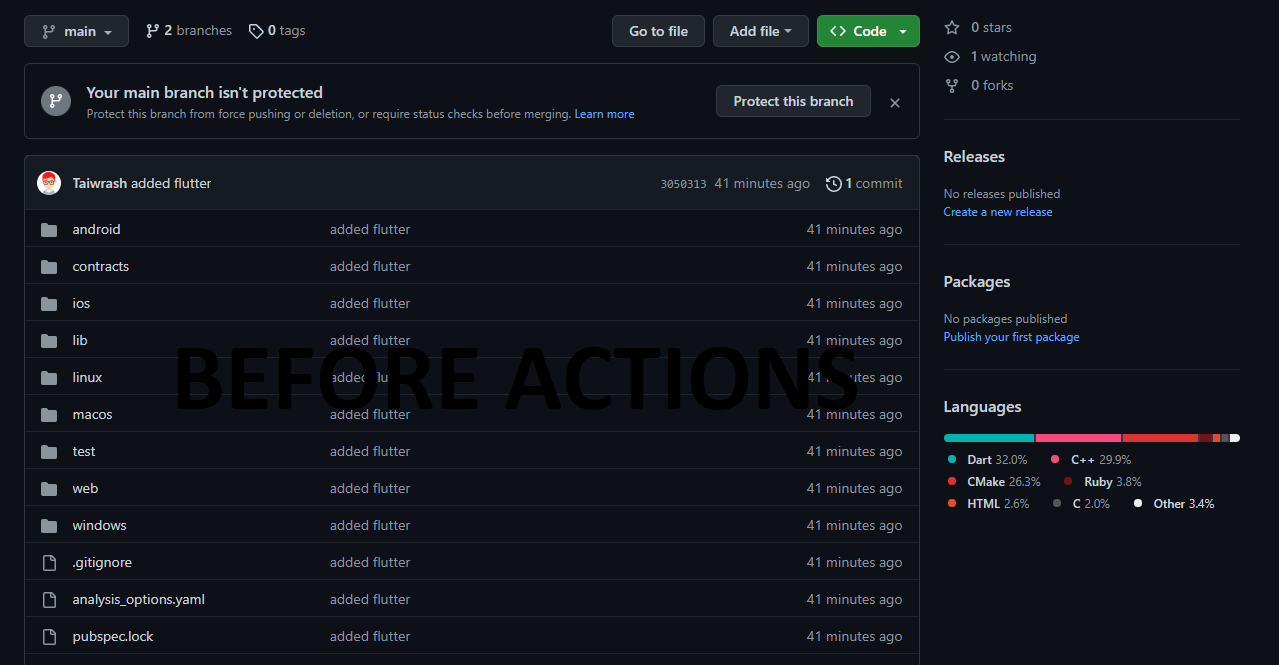 main 2 branches 0 tags Go to file Add file Code
Your main branch isn't protected
Protect this branch from force pushing or deletion, or require status checks before merging. Learn more
Protect this branch
Taiwrash added flutter 3050313 41 minutes ago 1 commit
android added flutter 41 minutes ago
contracts added flutter 41 minutes ago
ios added flutter 41 minutes ago
lib added flutter 41 minutes ago
linux added flutter 41 minutes ago
BEFORE ACTIONS
macos added flutter 41 minutes ago
test added flutter 41 minutes ago
web added flutter 41 minutes ago
windows added flutter 41 minutes ago
.gitignore added flutter 41 minutes ago
analysis_options.yaml added flutter 41 minutes ago
pubspec.lock added flutter 41 minutes ago
0 stars
1 watching
0 forks
Releases
No releases published
Create a new release
Packages
No packages published
Publish your first package
Languages
Dart 32.0% C++ 29.9%
CMake 26.3% Ruby 3.8%
HTML 2.6% C 2.0% Other 3.4%